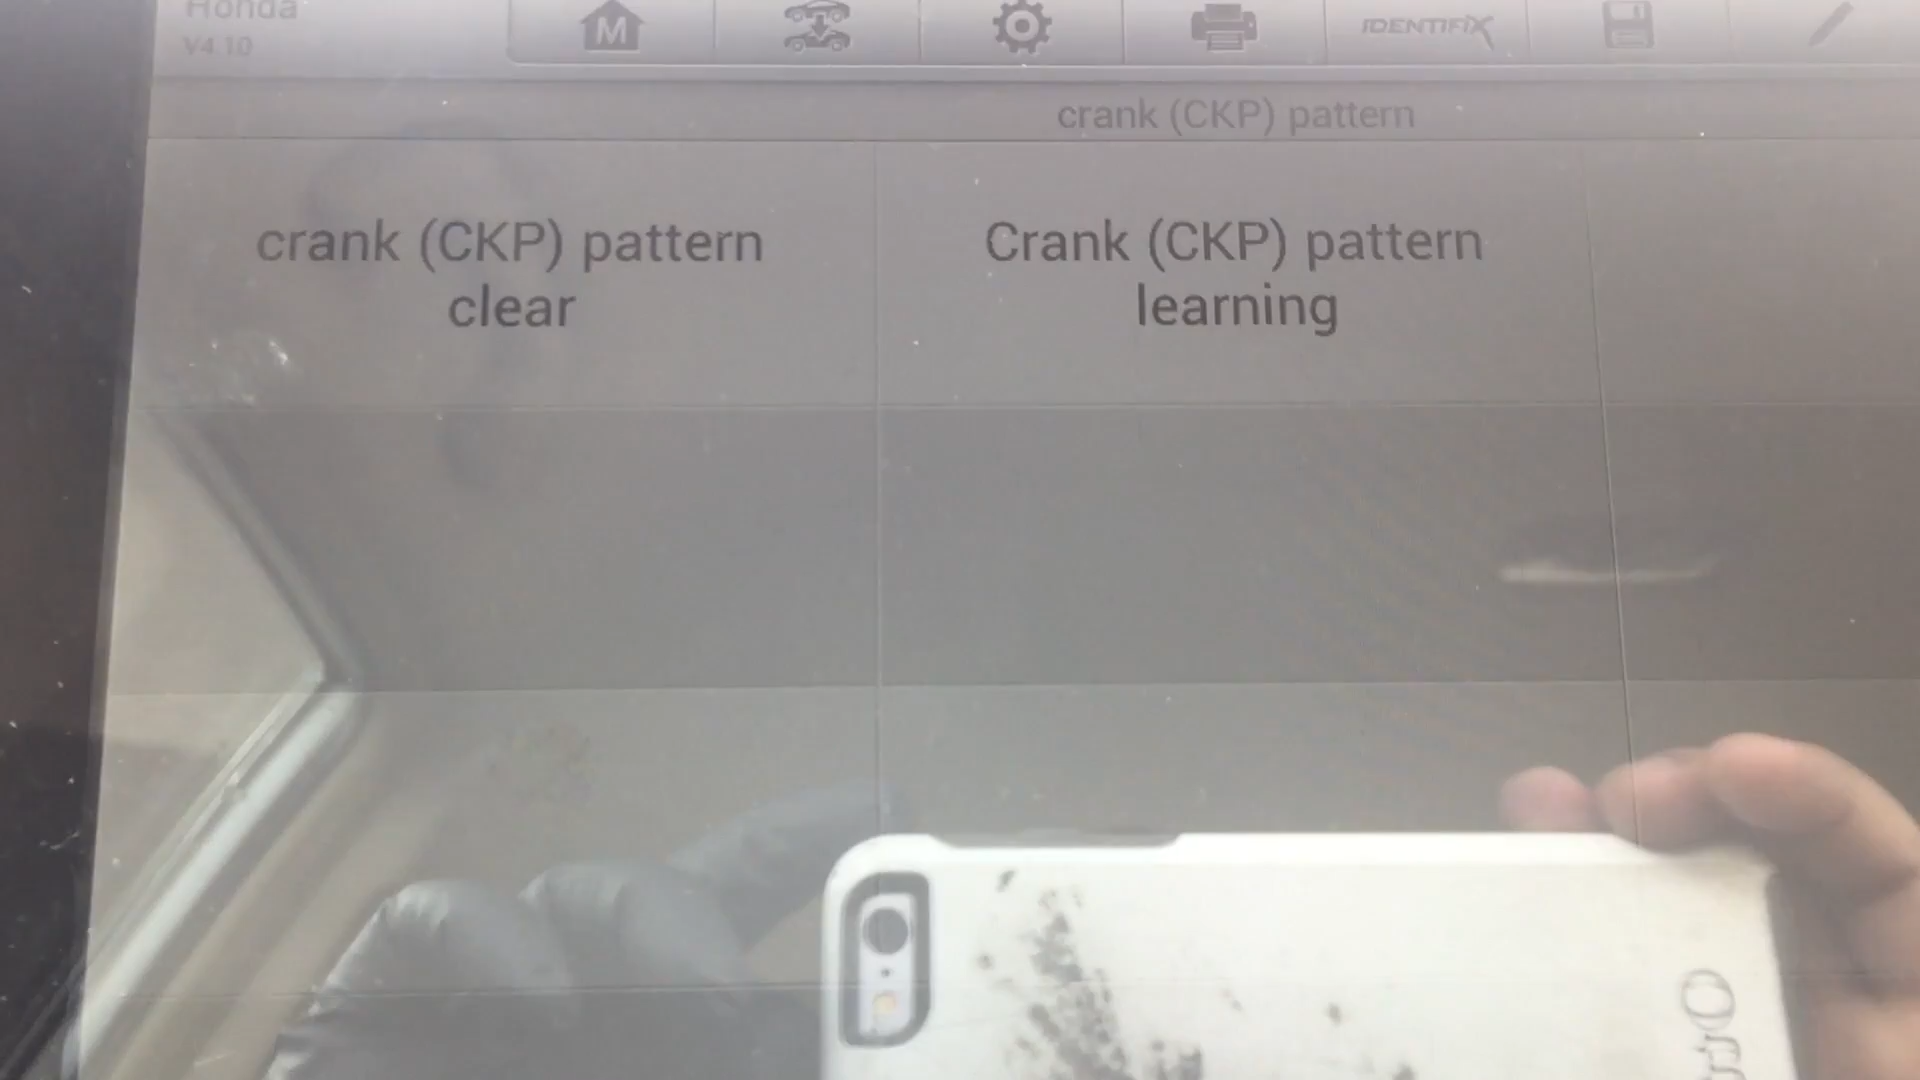 Honda
V4.10
M
IDENTIFIX
crank (CKP) pattern
crank (CKP) pattern
clear
Crank (CKP) pattern
learning